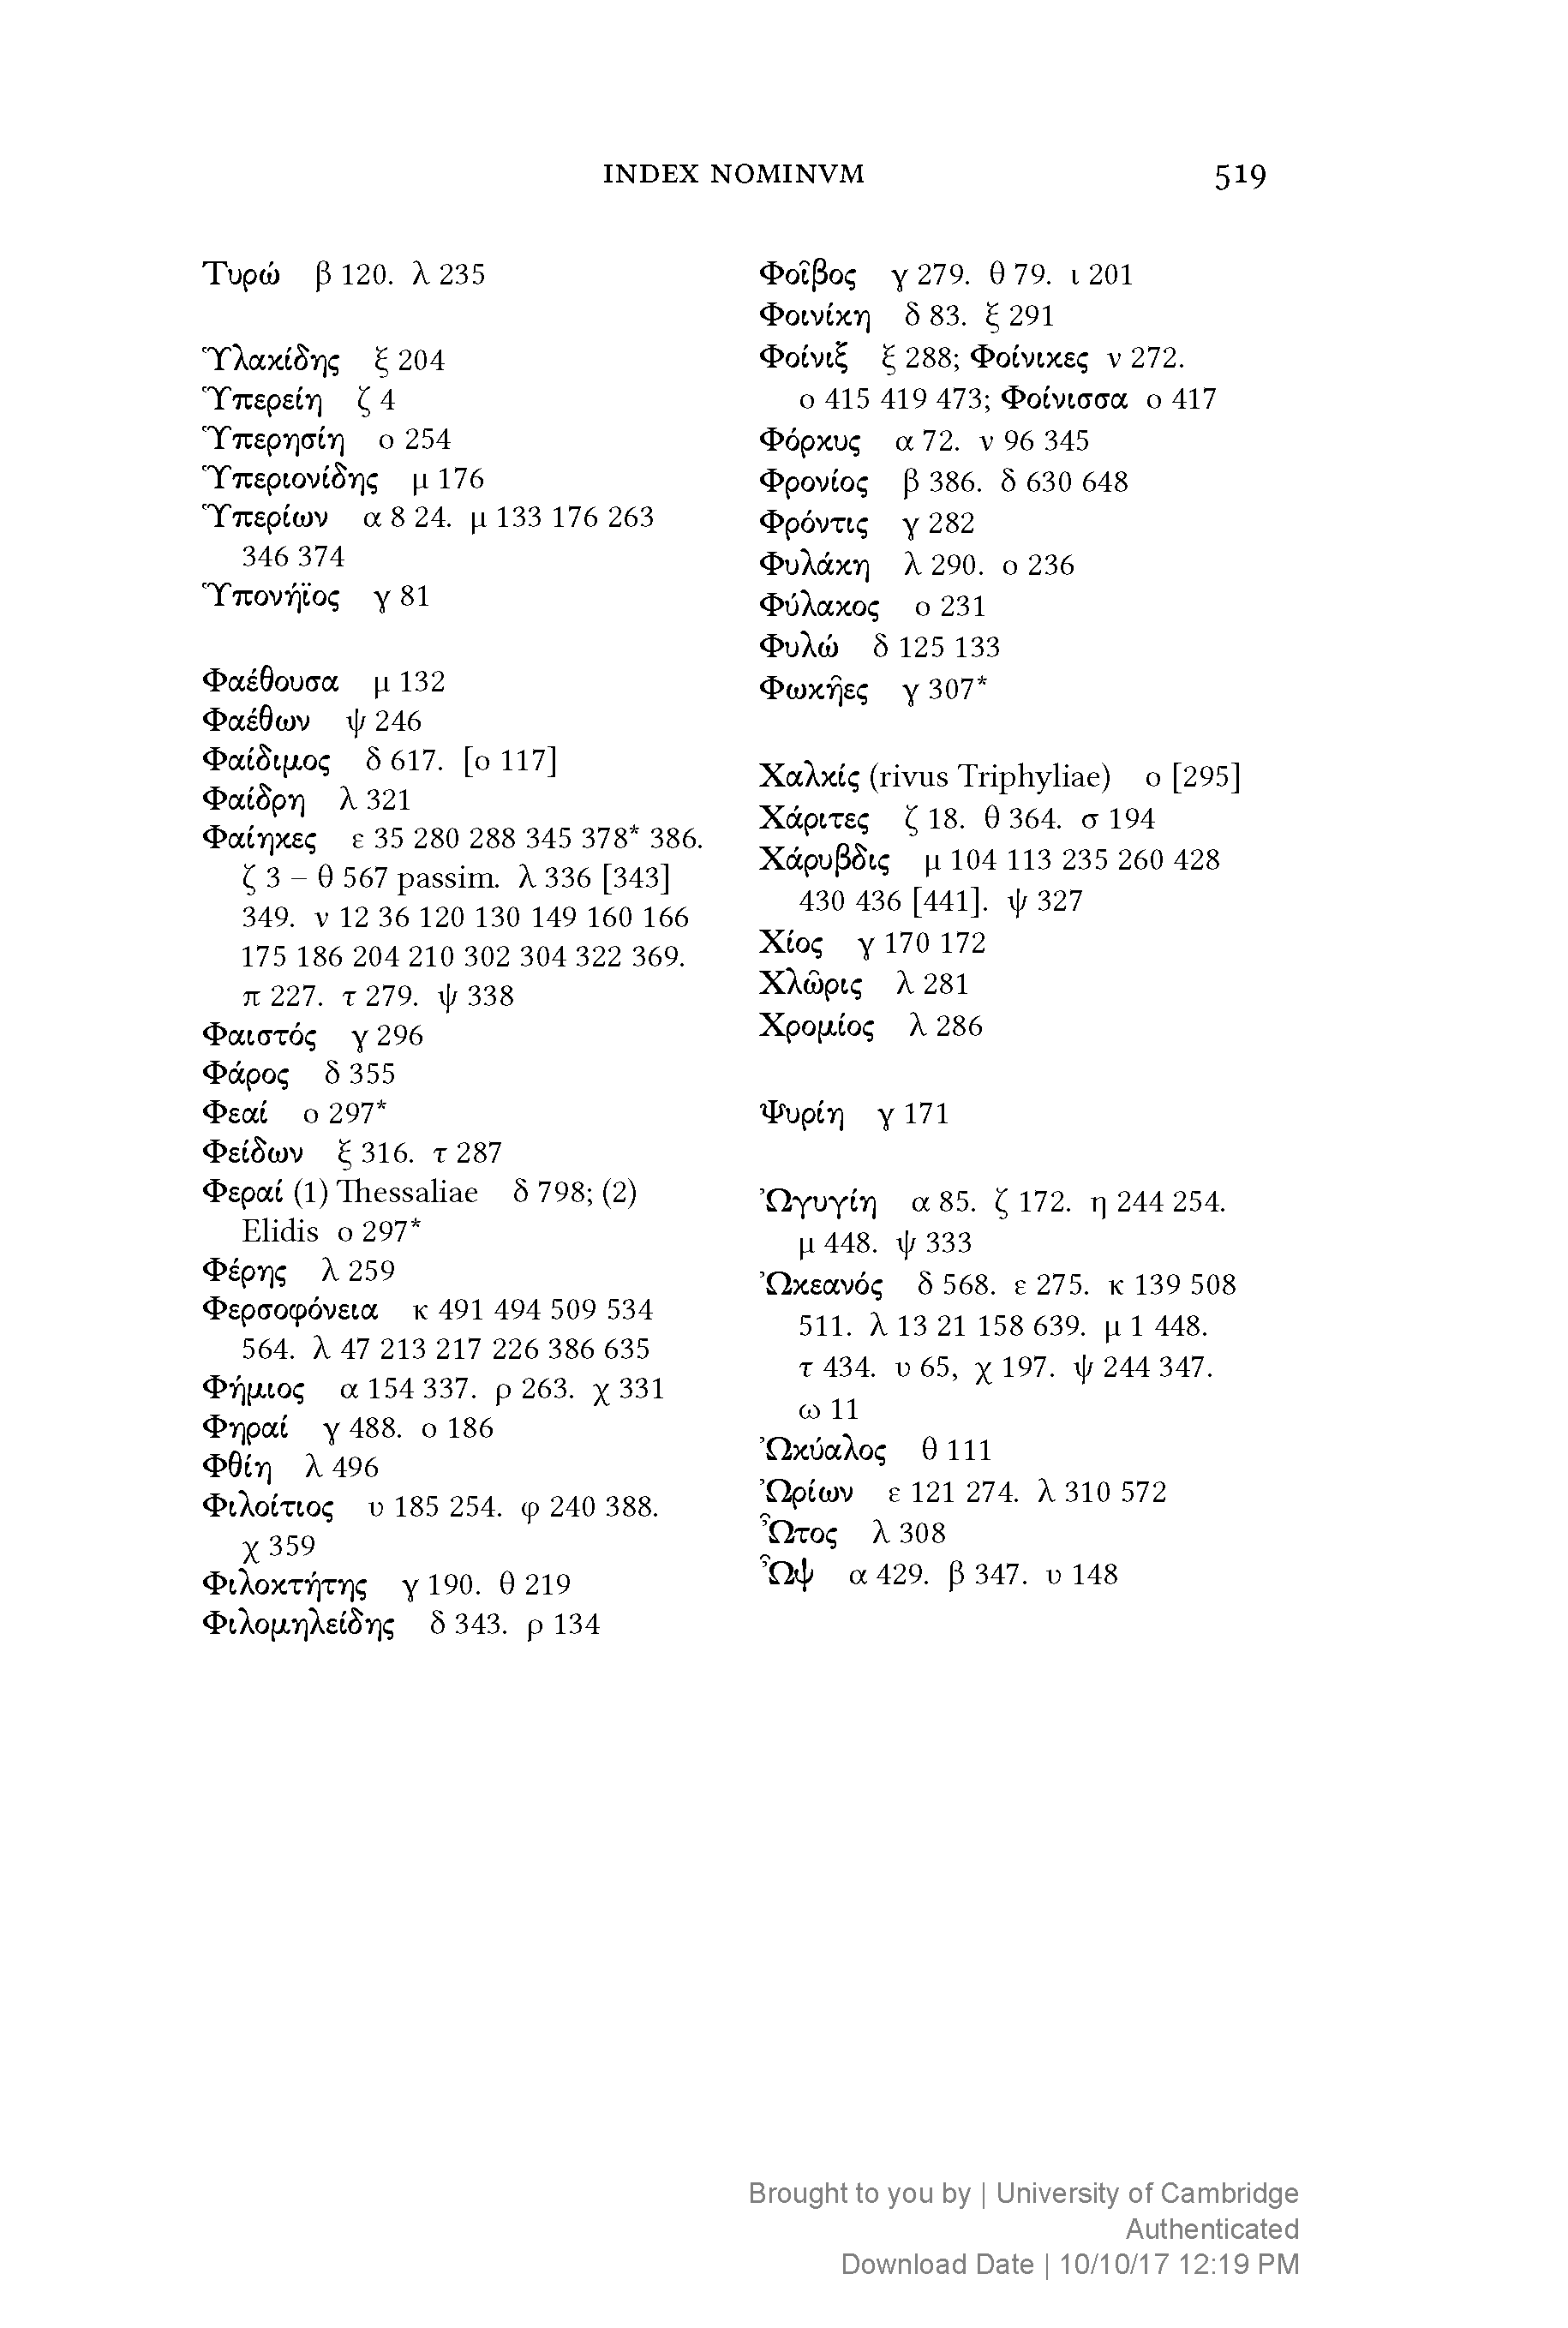 INDEX NOMINVM 519
Τυρώ β 120. λ 235
Ὑλακίδης ξ 204
Ὑπερείη ζ 4
Ὑπερησίη ο 254
Ὑπεριονίδης μ 176
Ὑπερίων α 8 24. μ 133 176 263
346 374
Ὑπονήϊος γ 81
Φαέθουσα μ 132
Φαέθων ψ 246
Φαίδιμος δ 617. [ο 117]
Φαίδρη λ 321
Φαίηκες ε 35 280 288 345 378* 386.
ζ 3 – θ 567 passim. λ 336 [343]
349. ν 12 36 120 130 149 160 166
175 186 204 210 302 304 322 369.
π 227. τ 279. ψ 338
Φαιστός γ 296
Φάρος δ 355
Φεαί ο 297*
Φείδων ξ 316. τ 287
Φεραί (1) Thessaliae δ 798; (2)
Elidis ο 297*
Φέρης λ 259
Φερσοφόνεια κ 491 494 509 534
564. λ 47 213 217 226 386 635
Φήμιος α 154 337. ρ 263. χ 331
Φηραί γ 488. ο 186
Φθίη λ 496
Φιλοίτιος υ 185 254. φ 240 388.
χ 359
Φιλοκτήτης γ 190. θ 219
Φιλομηλείδης δ 343. ρ 134
Φοῖβος γ 279. θ 79. ι 201
Φοινίκη δ 83. ξ 291
Φοίνιξ ξ 288; Φοίνικες ν 272.
ο 415 419 473; Φοίνισσα ο 417
Φόρκυς α 72. ν 96 345
Φρονίος β 386. δ 630 648
Φρόντις γ 282
Φυλάκη λ 290. ο 236
Φύλακος ο 231
Φυλώ δ 125 133
Φωκῆες γ 307*
Χαλκίς (rivus Triphyliae) ο [295]
Χάριτες ζ 18. θ 364. σ 194
Χάρυβδις μ 104 113 235 260 428
430 436 [441]. ψ 327
Χίος γ 170 172
Χλῶρις λ 281
Χρομίος λ 286
Ψυρίη γ 171
Ὠγυγίη α 85. ζ 172. η 244 254.
μ 448. ψ 333
Ὠκεανός δ 568. ε 275. κ 139 508
511. λ 13 21 158 639. μ 1 448.
τ 434. υ 65, χ 197. ψ 244 347.
ω 11
Ὠκύαλος θ 111
Ὠρίων ε 121 274. λ 310 572
Ὦτος λ 308
Ὦψ α 429. β 347. υ 148
Brought to you by | University of Cambridge
Authenticated
Download Date | 10/10/17 12:19 PM